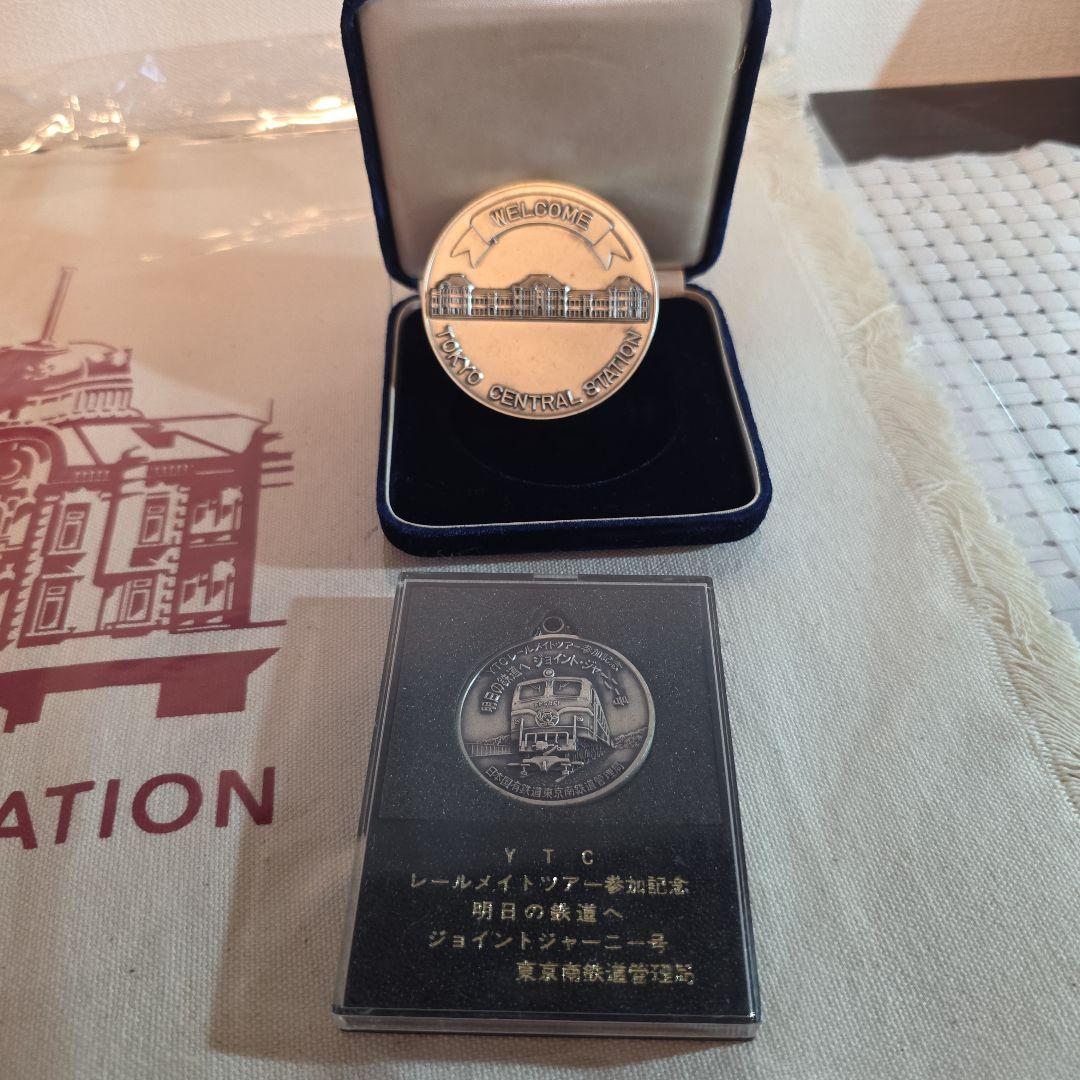 WELCOME
TOKYO CENTRAL STATION
ATION
YTCレールメイトツアー参加記念
明日の鉄道へ ジョイント・ジャーニー号
日本国有鉄道東京南鉄道管理局
Y T C
レールメイトツアー参加記念
明日の鉄道へ
ジョイントジャーニー号
東京南鉄道管理局